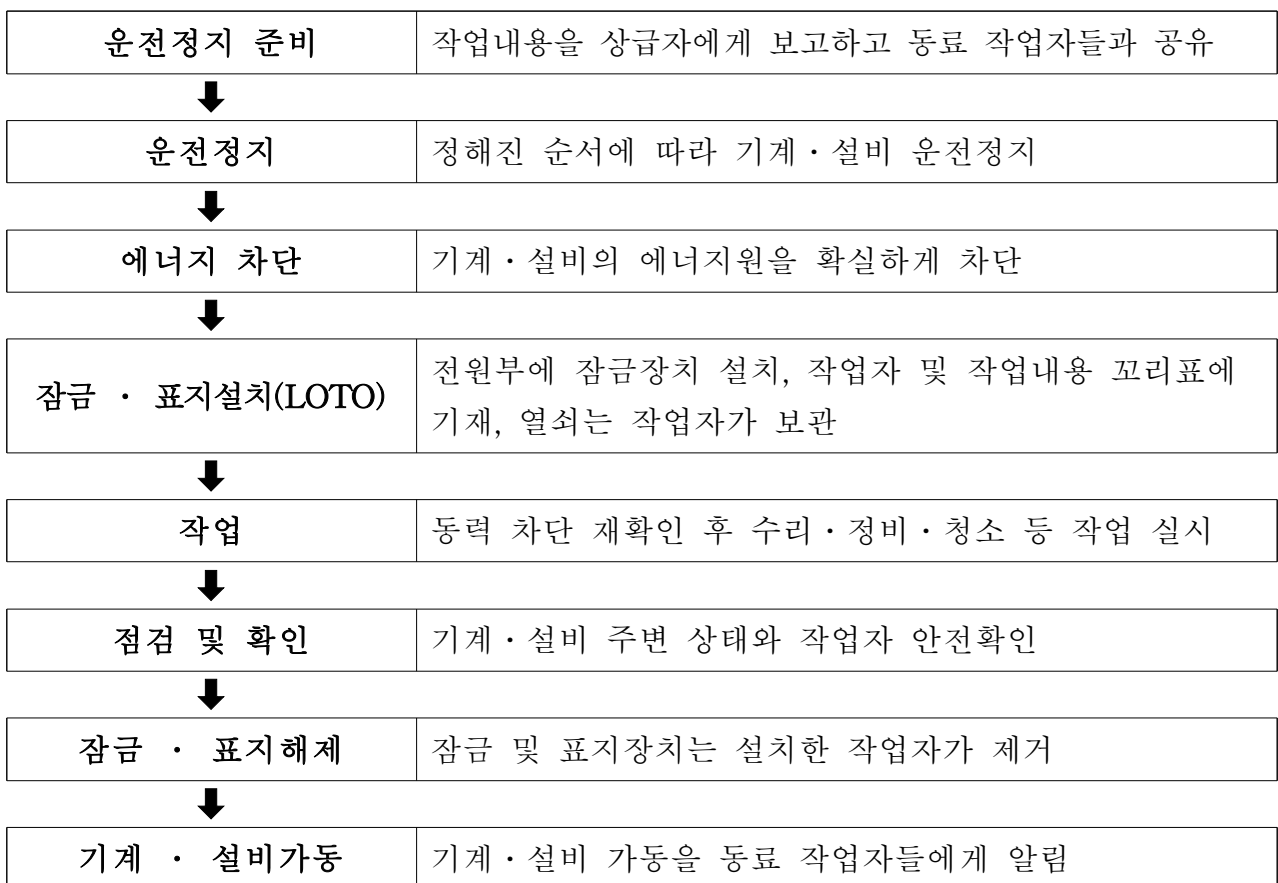 운전정지 준비
작업내용을 상급자에게 보고하고 동료 작업자들과 공유
운전정지
정해진 순서에 따라 기계・설비 운전정지
에너지 차단
기계・설비의 에너지원을 확실하게 차단
잠금 · 표지설치(LOTO)
전원부에 잠금장치 설치, 작업자 및 작업내용 꼬리표에
기재, 열쇠는 작업자가 보관
작업
동력 차단 재확인 후 수리・정비・청소 등 작업 실시
점검 및 확인
기계・설비 주변 상태와 작업자 안전확인
잠금 · 표지해제
잠금 및 표지장치는 설치한 작업자가 제거
기계 · 설비가동
기계・설비 가동을 동료 작업자들에게 알림